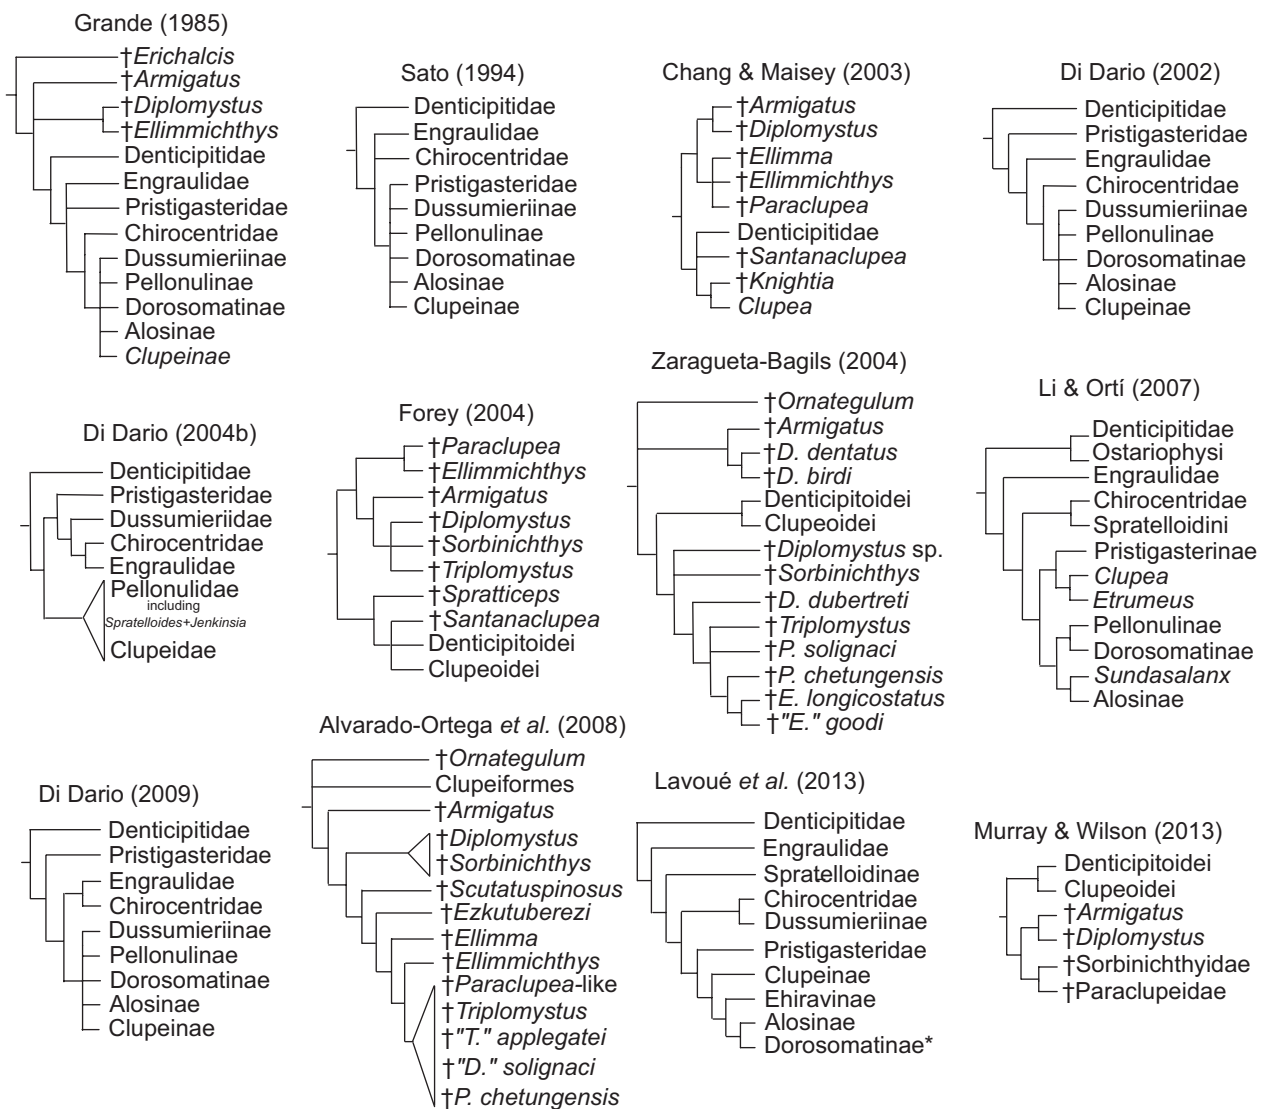 Grande (1985)
†Erichalcis
†Armigatus
†Diplomystus
†Ellimmichthys
Denticipitidae
Engraulidae
Pristigasteridae
Chirocentridae
Dussumieriinae
Pellonulinae
Dorosomatinae
Alosinae
Clupeinae
Sato (1994)
Denticipitidae
Engraulidae
Chirocentridae
Pristigasteridae
Dussumieriinae
Pellonulinae
Dorosomatinae
Alosinae
Clupeinae
Chang & Maisey (2003)
†Armigatus
†Diplomystus
†Ellimma
†Ellimmichthys
†Paraclupea
Denticipitidae
†Santanaclupea
†Knightia
Clupea
Di Dario (2002)
Denticipitidae
Pristigasteridae
Engraulidae
Chirocentridae
Dussumieriinae
Pellonulinae
Dorosomatinae
Alosinae
Clupeinae
Di Dario (2004b)
Denticipitidae
Pristigasteridae
Dussumieriidae
Chirocentridae
Engraulidae
Pellonulidae
including
Spratelloides+Jenkinsia
Clupeidae
Forey (2004)
†Paraclupea
†Ellimmichthys
†Armigatus
†Diplomystus
†Sorbinichthys
†Triplomystus
†Spratticeps
†Santanaclupea
Denticipitoidei
Clupeoidei
Zaragueta-Bagils (2004)
†Ornategulum
†Armigatus
†D. dentatus
†D. birdi
Denticipitoidei
Clupeoidei
†Diplomystus sp.
†Sorbinichthys
†D. dubertreti
†Triplomystus
†P. solignaci
†P. chetungensis
†E. longicostatus
†"E." goodi
Li & Ortí (2007)
Denticipitidae
Ostariophysi
Engraulidae
Chirocentridae
Spratelloidini
Pristigasterinae
Clupea
Etrumeus
Pellonulinae
Dorosomatinae
Sundasalanx
Alosinae
Di Dario (2009)
Denticipitidae
Pristigasteridae
Engraulidae
Chirocentridae
Dussumieriinae
Pellonulinae
Dorosomatinae
Alosinae
Clupeinae
Alvarado-Ortega et al. (2008)
†Ornategulum
Clupeiformes
†Armigatus
†Diplomystus
†Sorbinichthys
†Scutatuspinosus
†Ezkutuberezi
†Ellimma
†Ellimmichthys
†Paraclupea-like
†Triplomystus
†"T." applegatei
†"D." solignaci
†P. chetungensis
Lavoué et al. (2013)
Denticipitidae
Engraulidae
Spratelloidinae
Chirocentridae
Dussumieriinae
Pristigasteridae
Clupeinae
Ehiravinae
Alosinae
Dorosomatinae*
Murray & Wilson (2013)
Denticipitoidei
Clupeoidei
†Armigatus
†Diplomystus
†Sorbinichthyidae
†Paraclupeidae